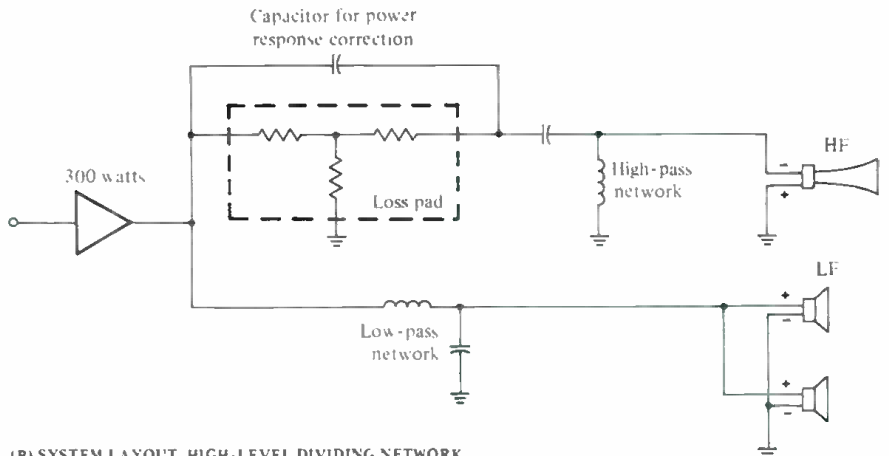 Capacitor for power
response correction
300 watts
Loss pad
High-pass
network
HF
-
+
LF
Low-pass
network
+
-
+
-
(B) SYSTEM LAYOUT, HIGH-LEVEL DIVIDING NETWORK